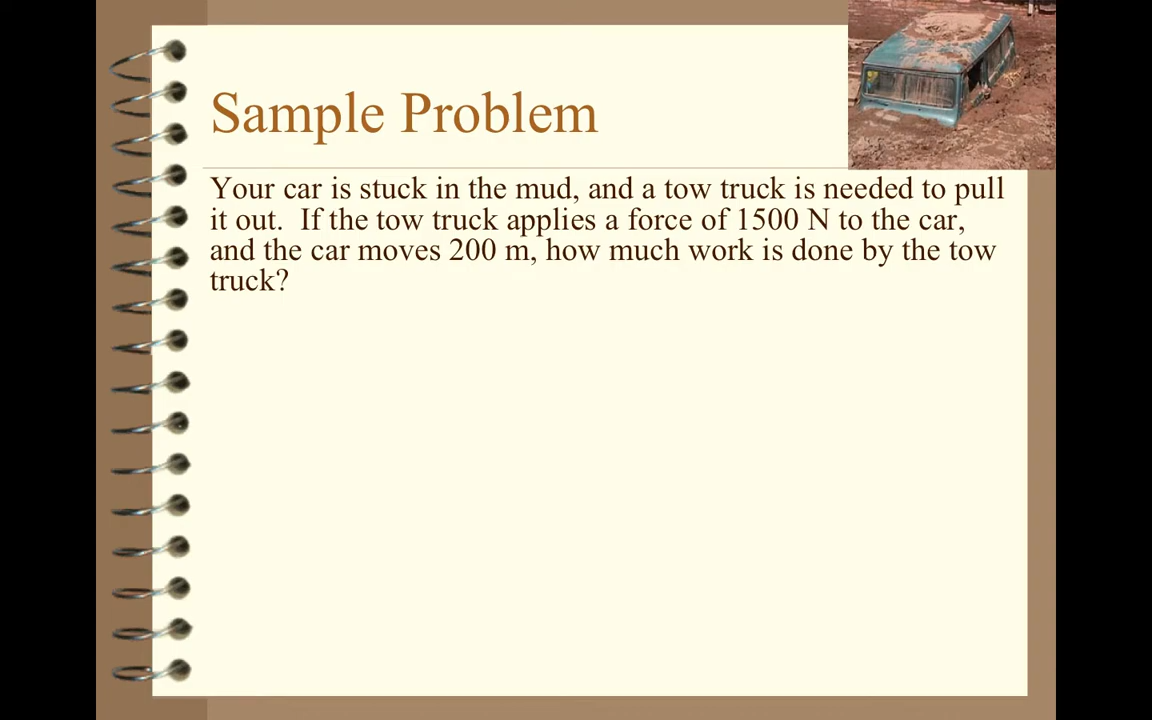 Sample Problem
Your car is stuck in the mud, and a tow truck is needed to pull
it out.  If the tow truck applies a force of 1500 N to the car,
and the car moves 200 m, how much work is done by the tow
truck?